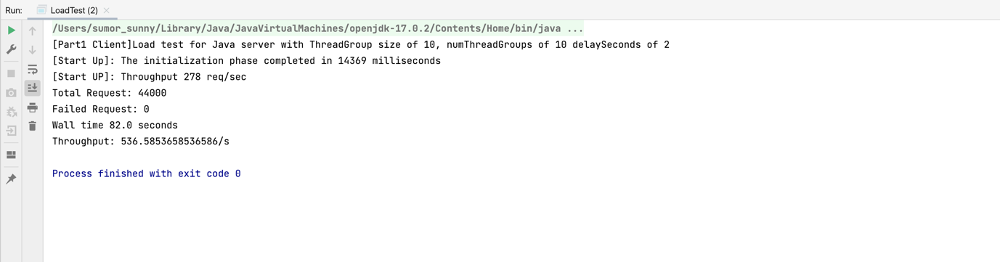 Run: LoadTest (2)
/Users/sumor_sunny/Library/Java/JavaVirtualMachines/openjdk-17.0.2/Contents/Home/bin/java ...
[Part1 Client]Load test for Java server with ThreadGroup size of 10, numThreadGroups of 10 delaySeconds of 2
[Start Up]: The initialization phase completed in 14369 milliseconds
[Start UP]: Throughput 278 req/sec
Total Request: 44000
Failed Request: 0
Wall time 82.0 seconds
Throughput: 536.5853658536586/s
Process finished with exit code 0